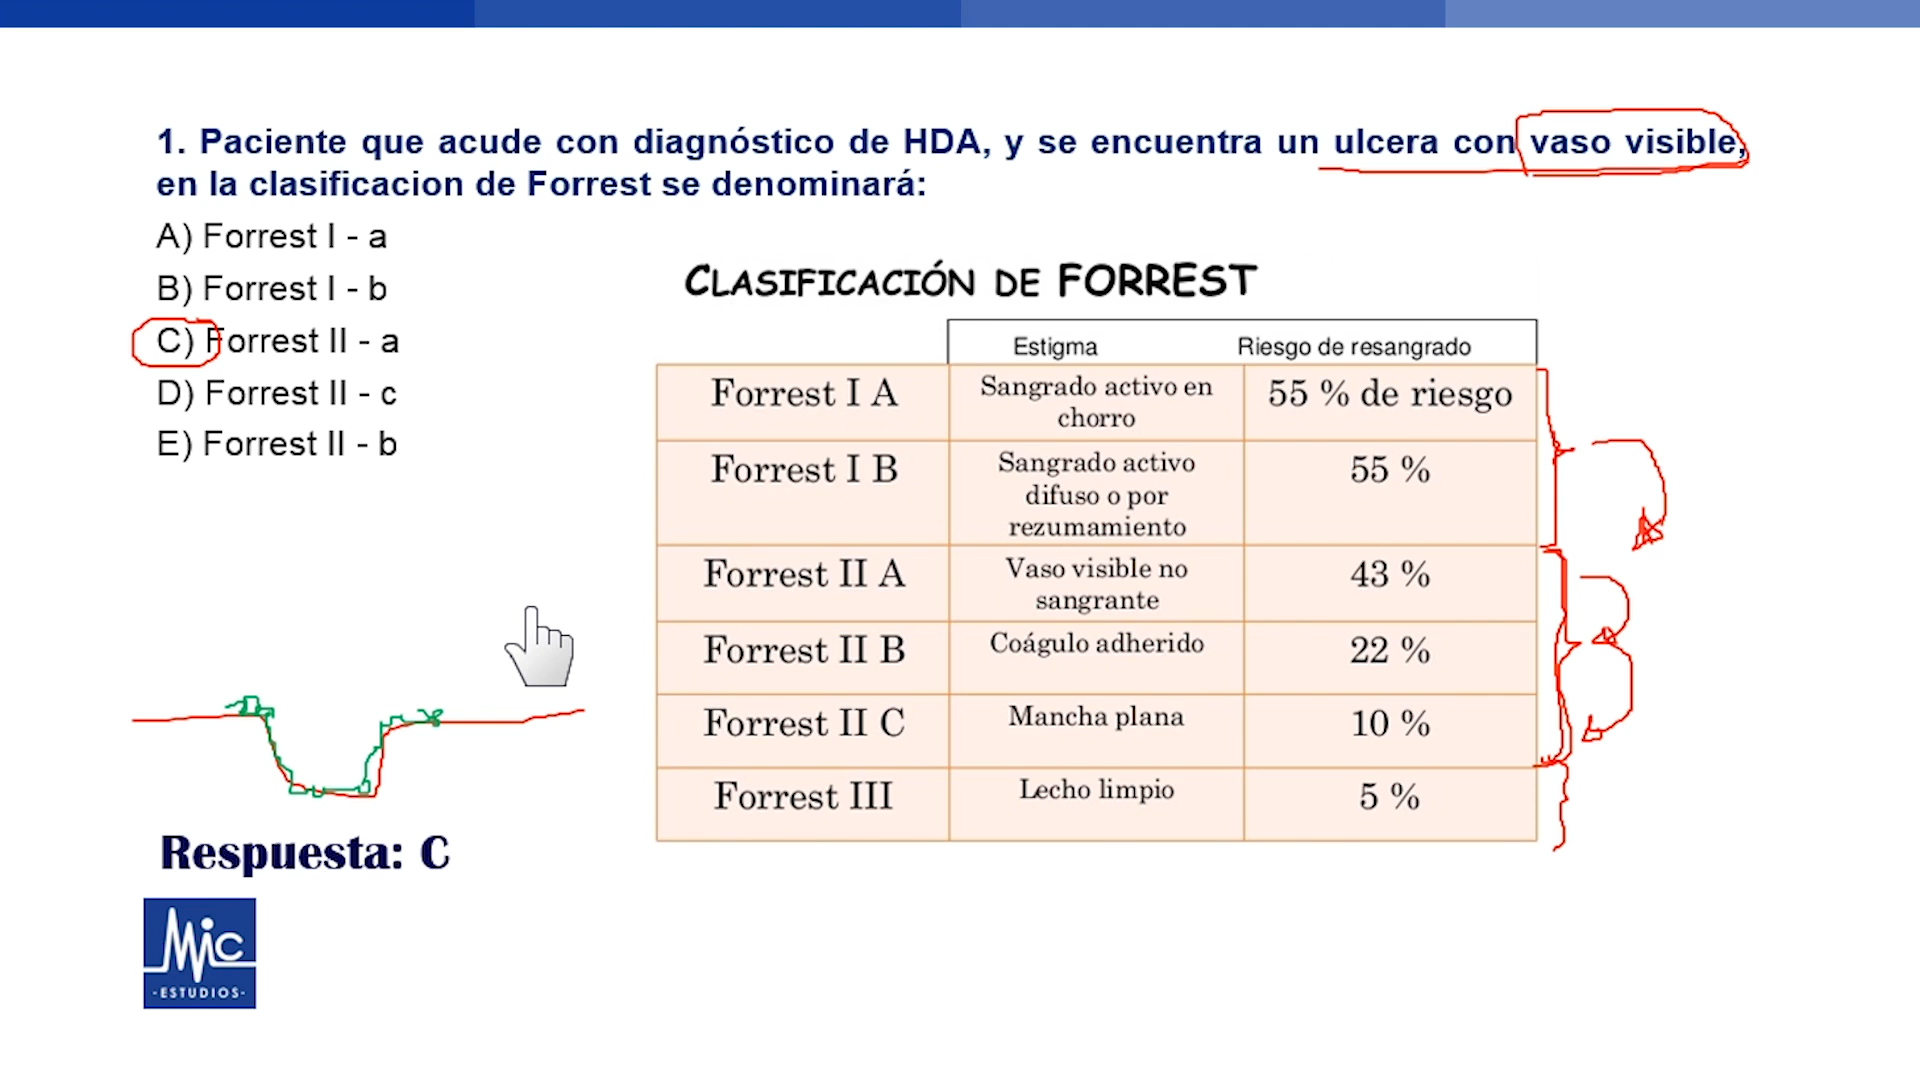 1. Paciente que acude con diagnóstico de HDA, y se encuentra un ulcera con vaso visible,
en la clasificacion de Forrest se denominará:
A) Forrest I - a
B) Forrest I - b
C) Forrest II - a
D) Forrest II - c
E) Forrest II - b
CLASIFICACIÓN DE FORREST
Estigma Riesgo de resangrado
Forrest I A Sangrado activo en chorro 55 % de riesgo
Forrest I B Sangrado activo difuso o por rezumamiento 55 %
Forrest II A Vaso visible no sangrante 43 %
Forrest II B Coágulo adherido 22 %
Forrest II C Mancha plana 10 %
Forrest III Lecho limpio 5 %
Respuesta: C
Mic
·ESTUDIOS·